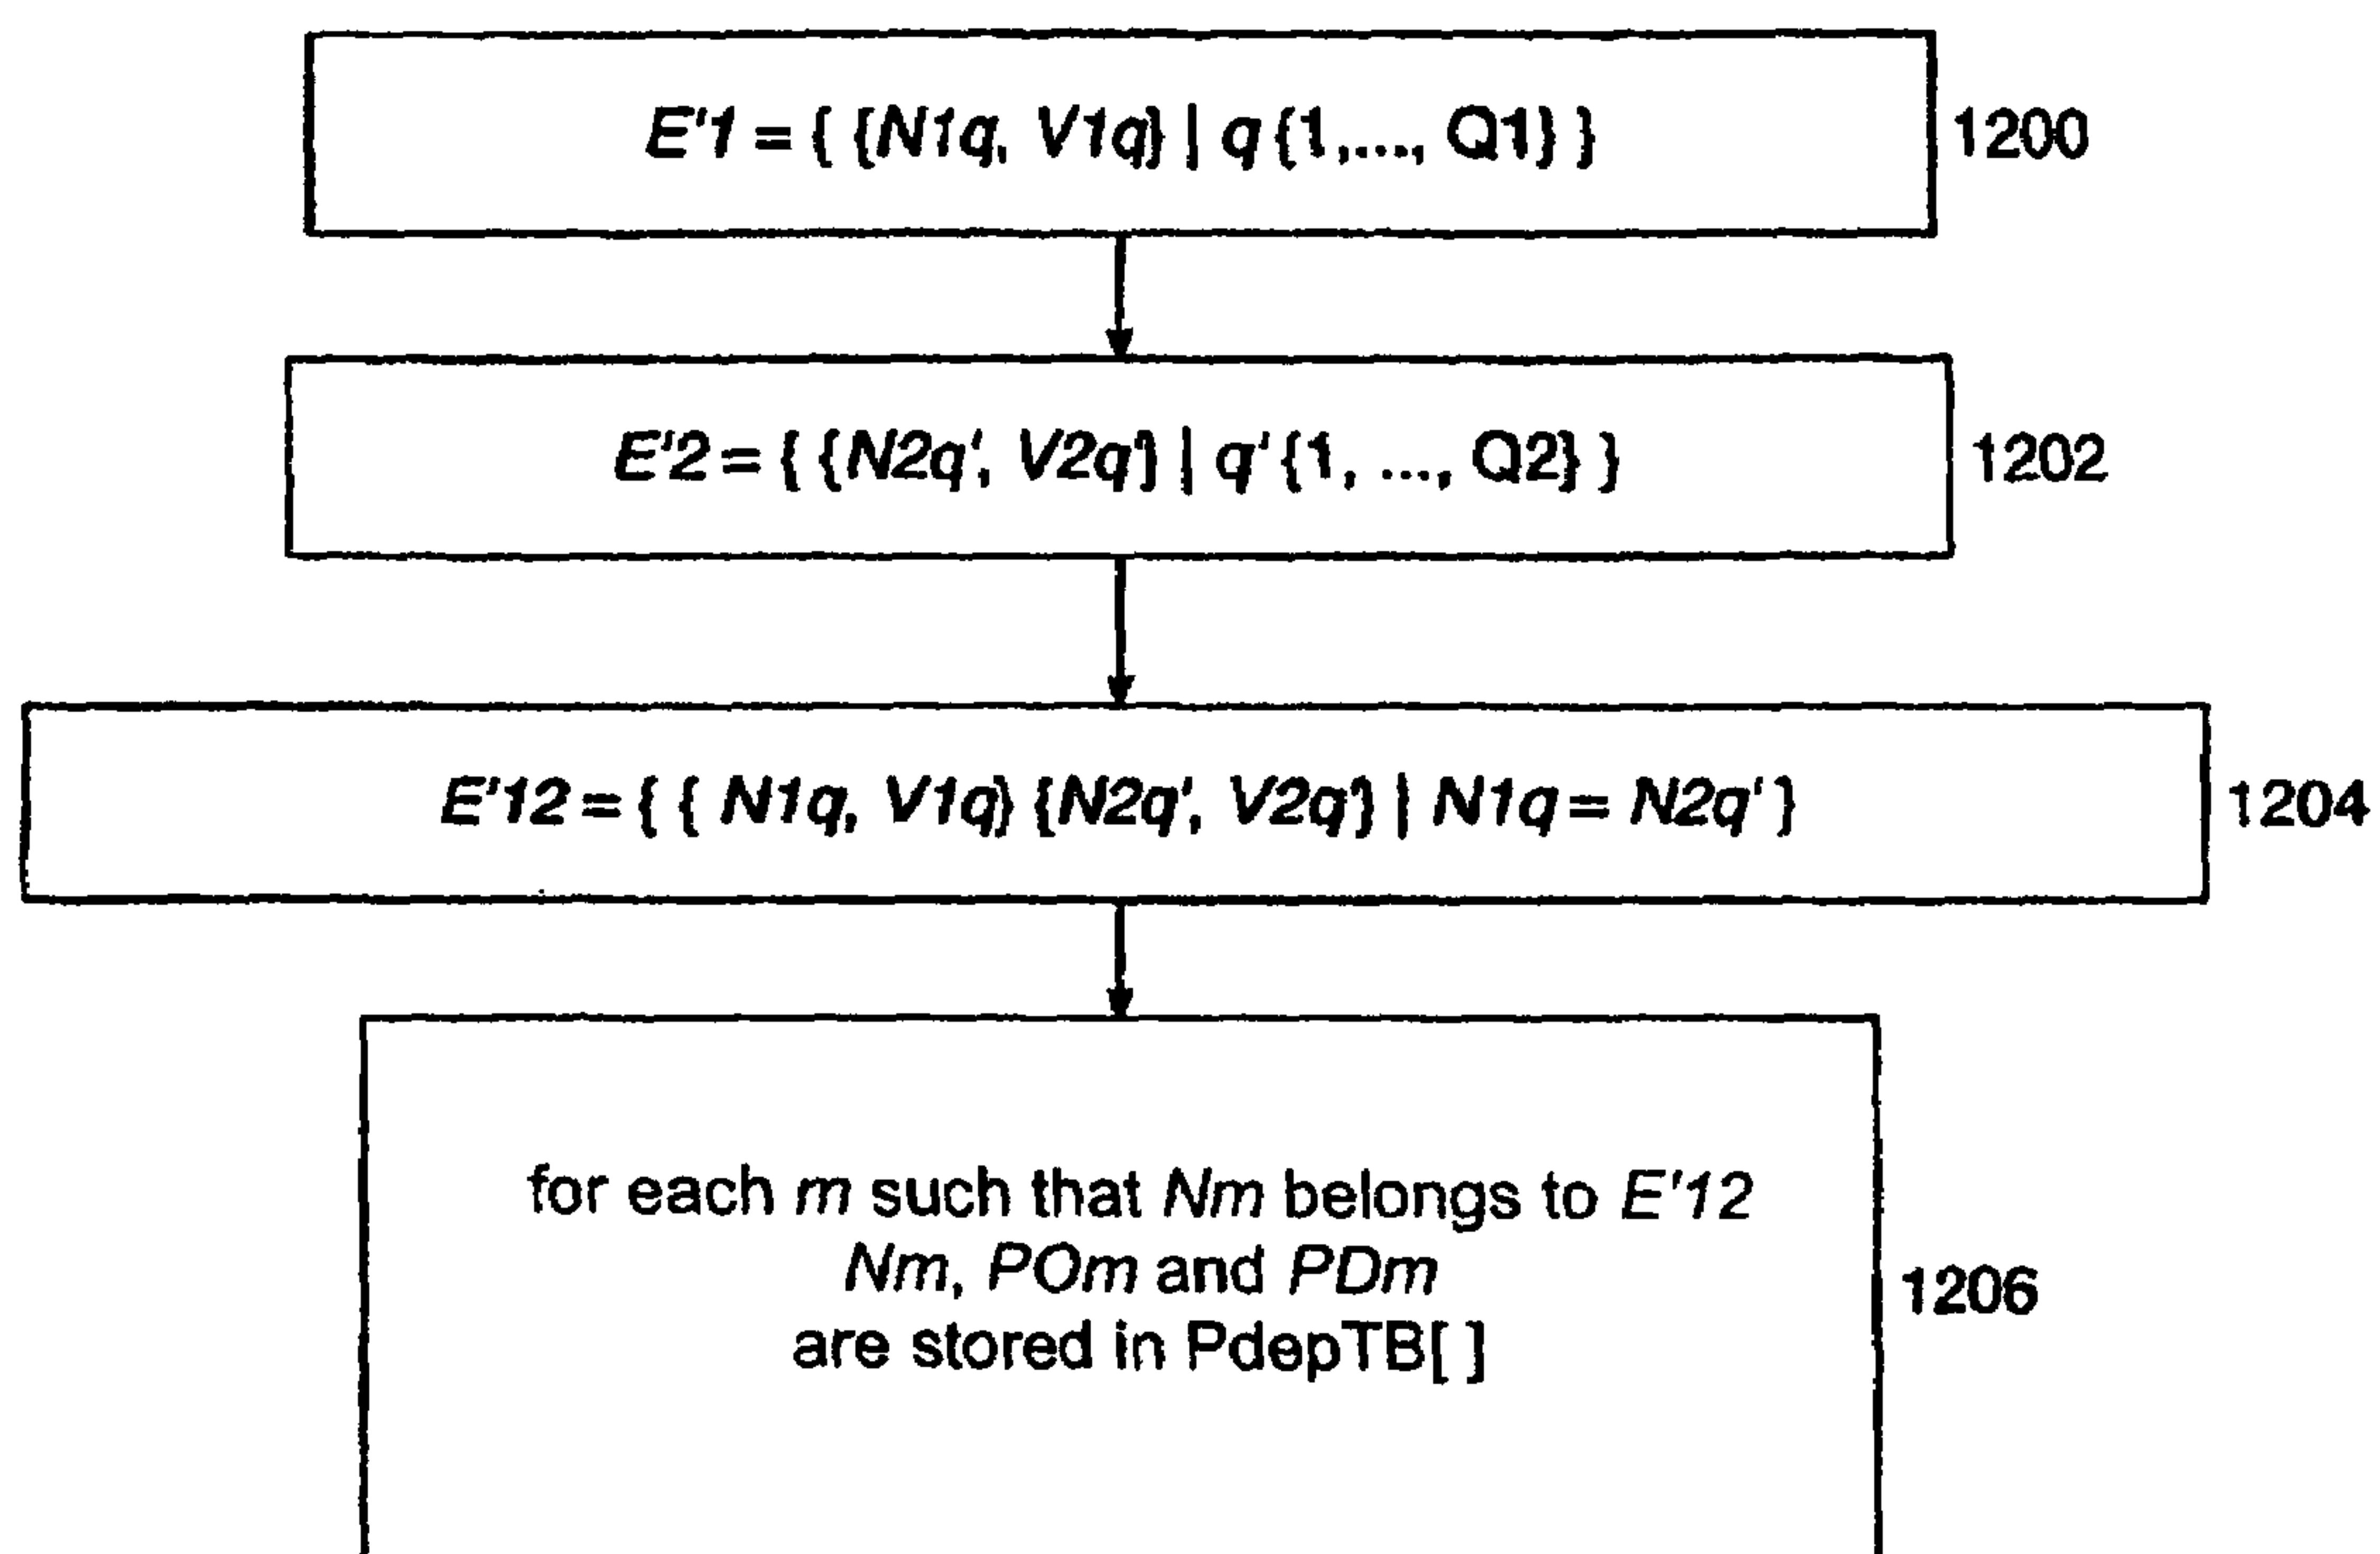 E'1 = { {N1q, V1q} | q {1,..., Q1} }
1200
E'2 = { {N2q', V2q'} | q' {1, ..., Q2} }
1202
E'12 = { { N1q, V1q} {N2q', V2q'} | N1q = N2q' }
1204
for each m such that Nm belongs to E'12
Nm, POm and PDm
are stored in PdepTB[ ]
1206